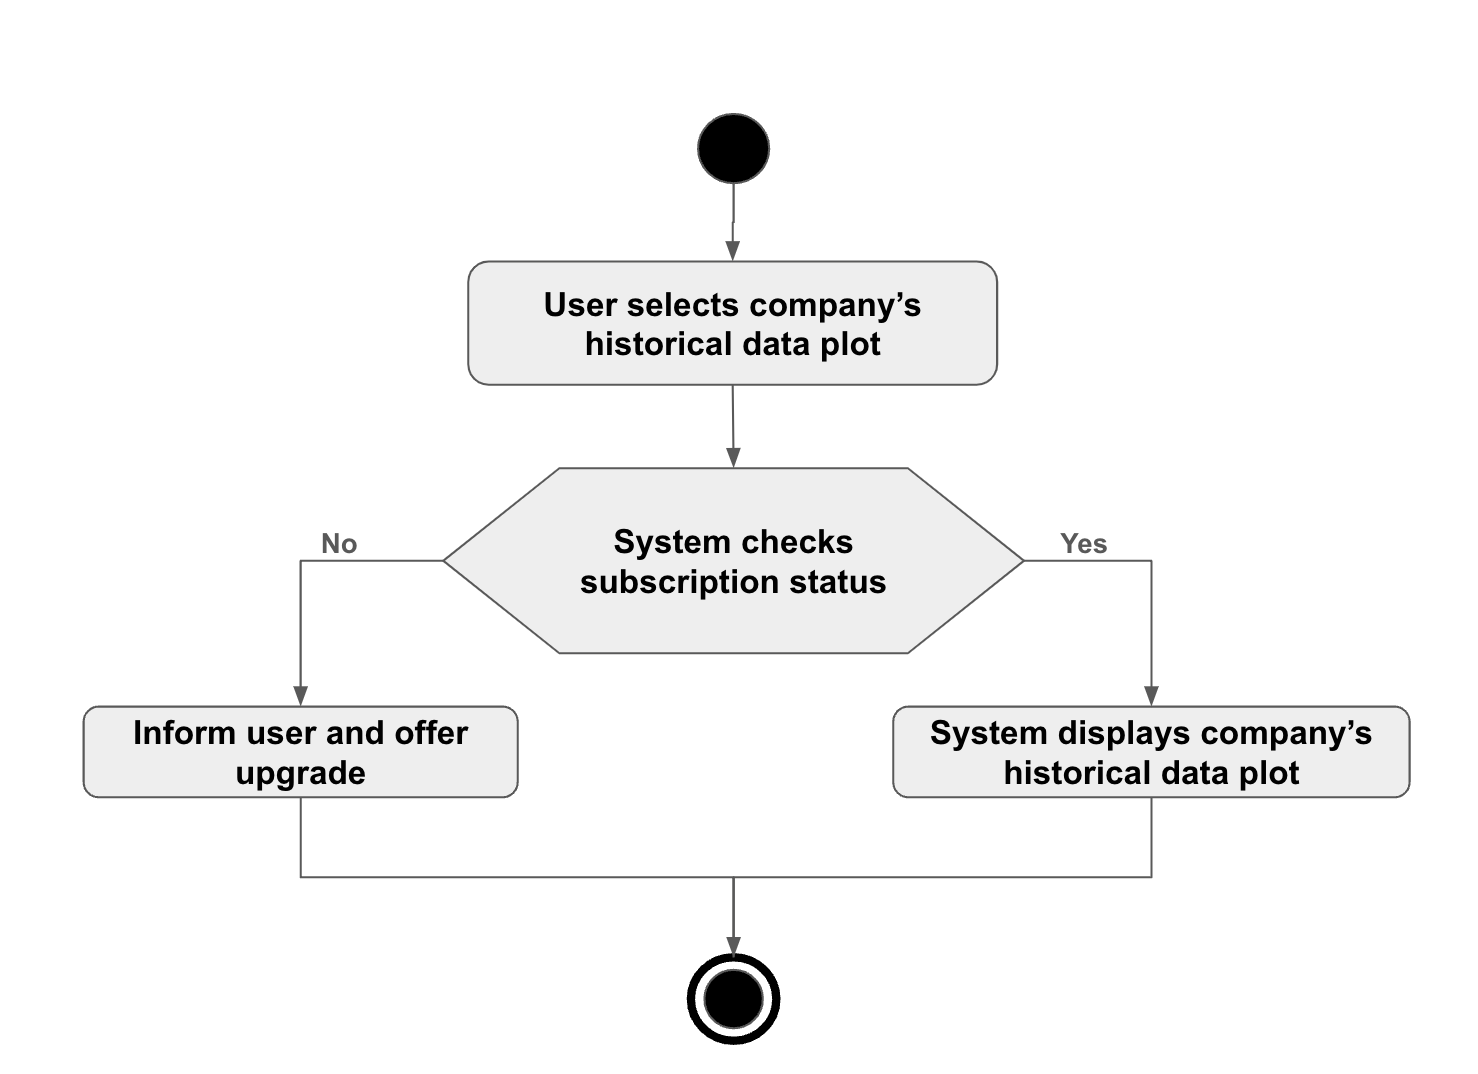 User selects company’s
historical data plot
System checks
subscription status
No
Yes
Inform user and offer
upgrade
System displays company’s
historical data plot